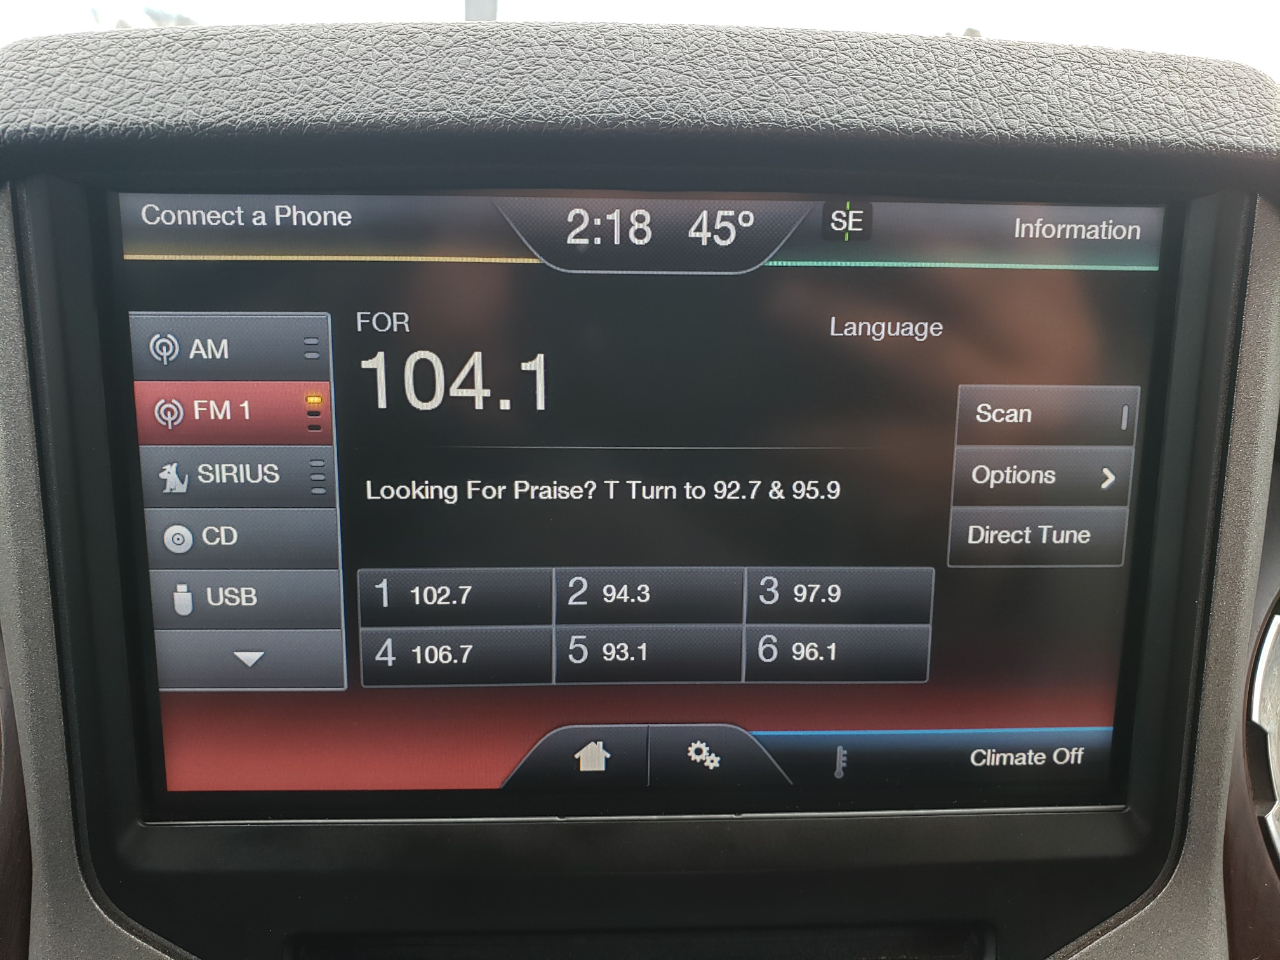 Connect a Phone
2:18 45° SE
Information
AM
FM 1
SIRIUS
CD
USB
FOR
104.1
Language
Looking For Praise? T Turn to 92.7 & 95.9
Scan
Options
Direct Tune
1 102.7 2 94.3 3 97.9
4 106.7 5 93.1 6 96.1
Climate Off